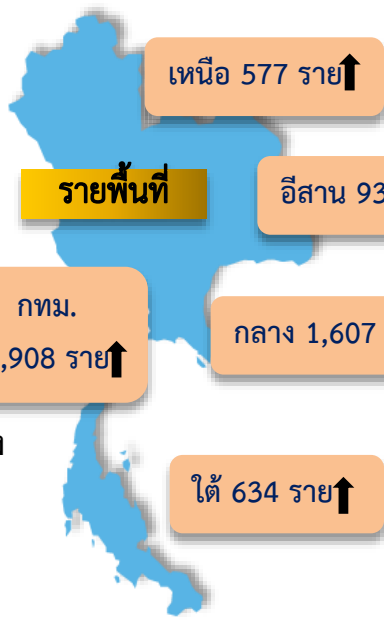 เหนือ 577 ราย
รายพื้นที่
อีสาน 93
กทม.
,908 ราย
กลาง 1,607
ใต้ 634 ราย